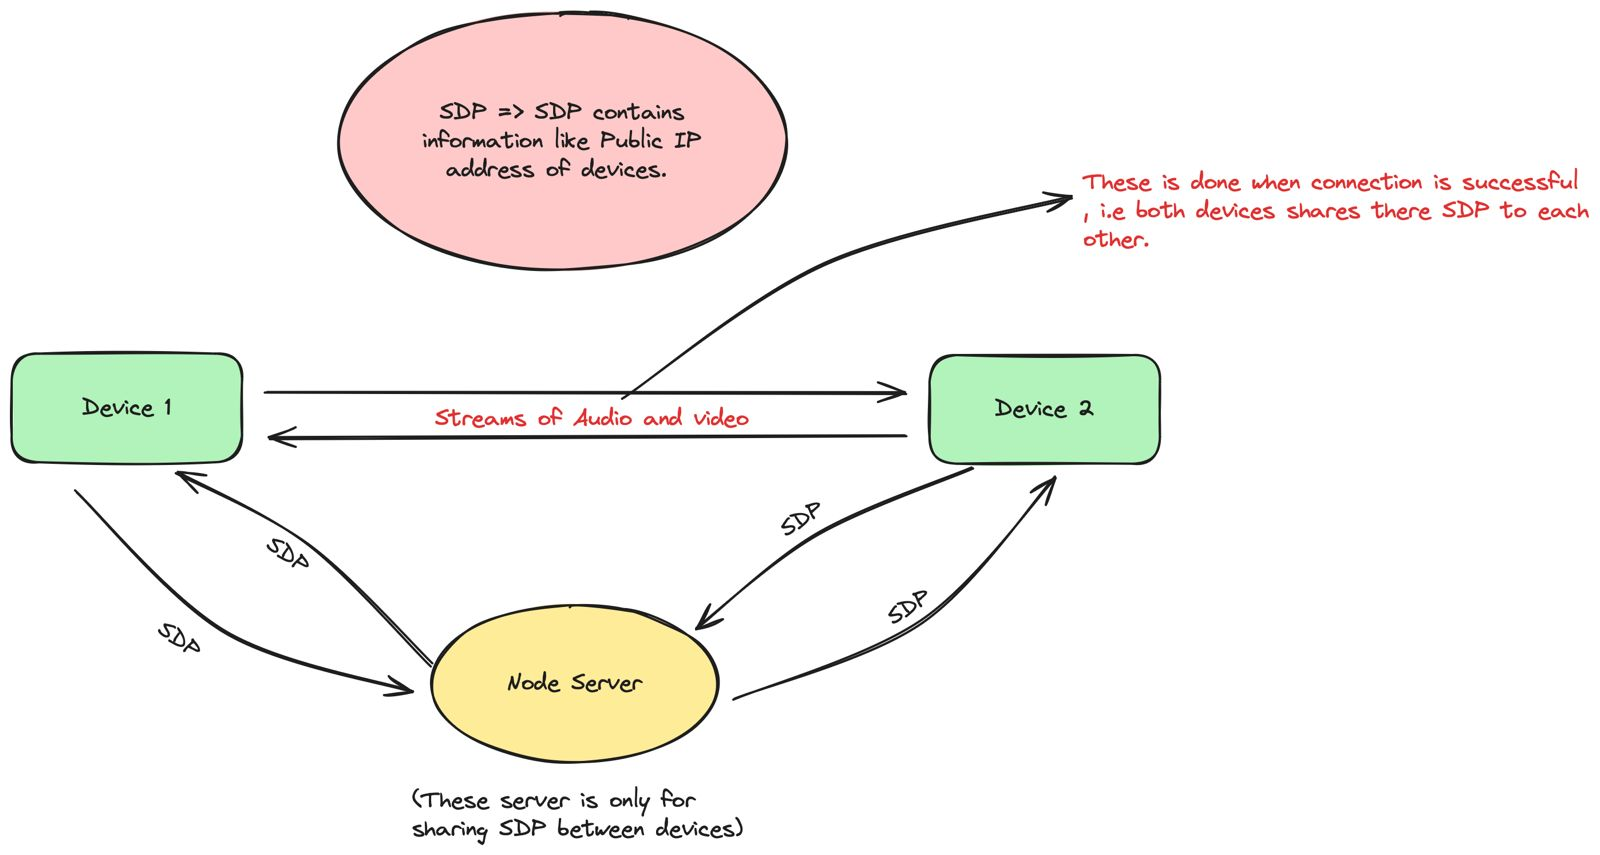 SDP => SDP contains
information like Public IP
address of devices.
These is done when connection is successful
, i.e both devices shares there SDP to each
other.
Device 1
Streams of Audio and video
Device 2
SDP
SDP
SDP
SDP
Node Server
(These server is only for
sharing SDP between devices)